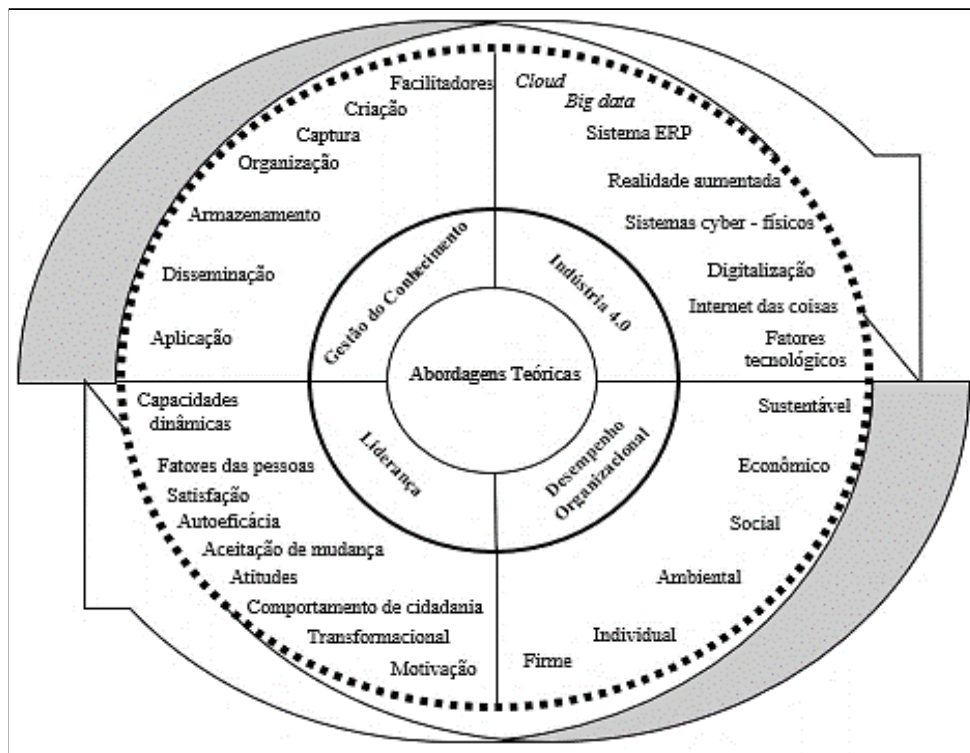 Facilitadores
Criação
Captura
Organização
Armazenamento
Disseminação
Aplicação
Cloud
Big data
Sistema ERP
Realidade aumentada
Sistemas cyber - físicos
Digitalização
Internet das coisas
Fatores
tecnológicos
Gestão do Conhecimento
Indústria 4.0
Abordagens Teóricas
Liderança
Desempenho
Organizacional
Capacidades
dinâmicas
Fatores das pessoas
Satisfação
Autoeficácia
Aceitação de mudança
Atitudes
Comportamento de cidadania
Transformacional
Motivação
Sustentável
Econômico
Social
Ambiental
Individual
Firme